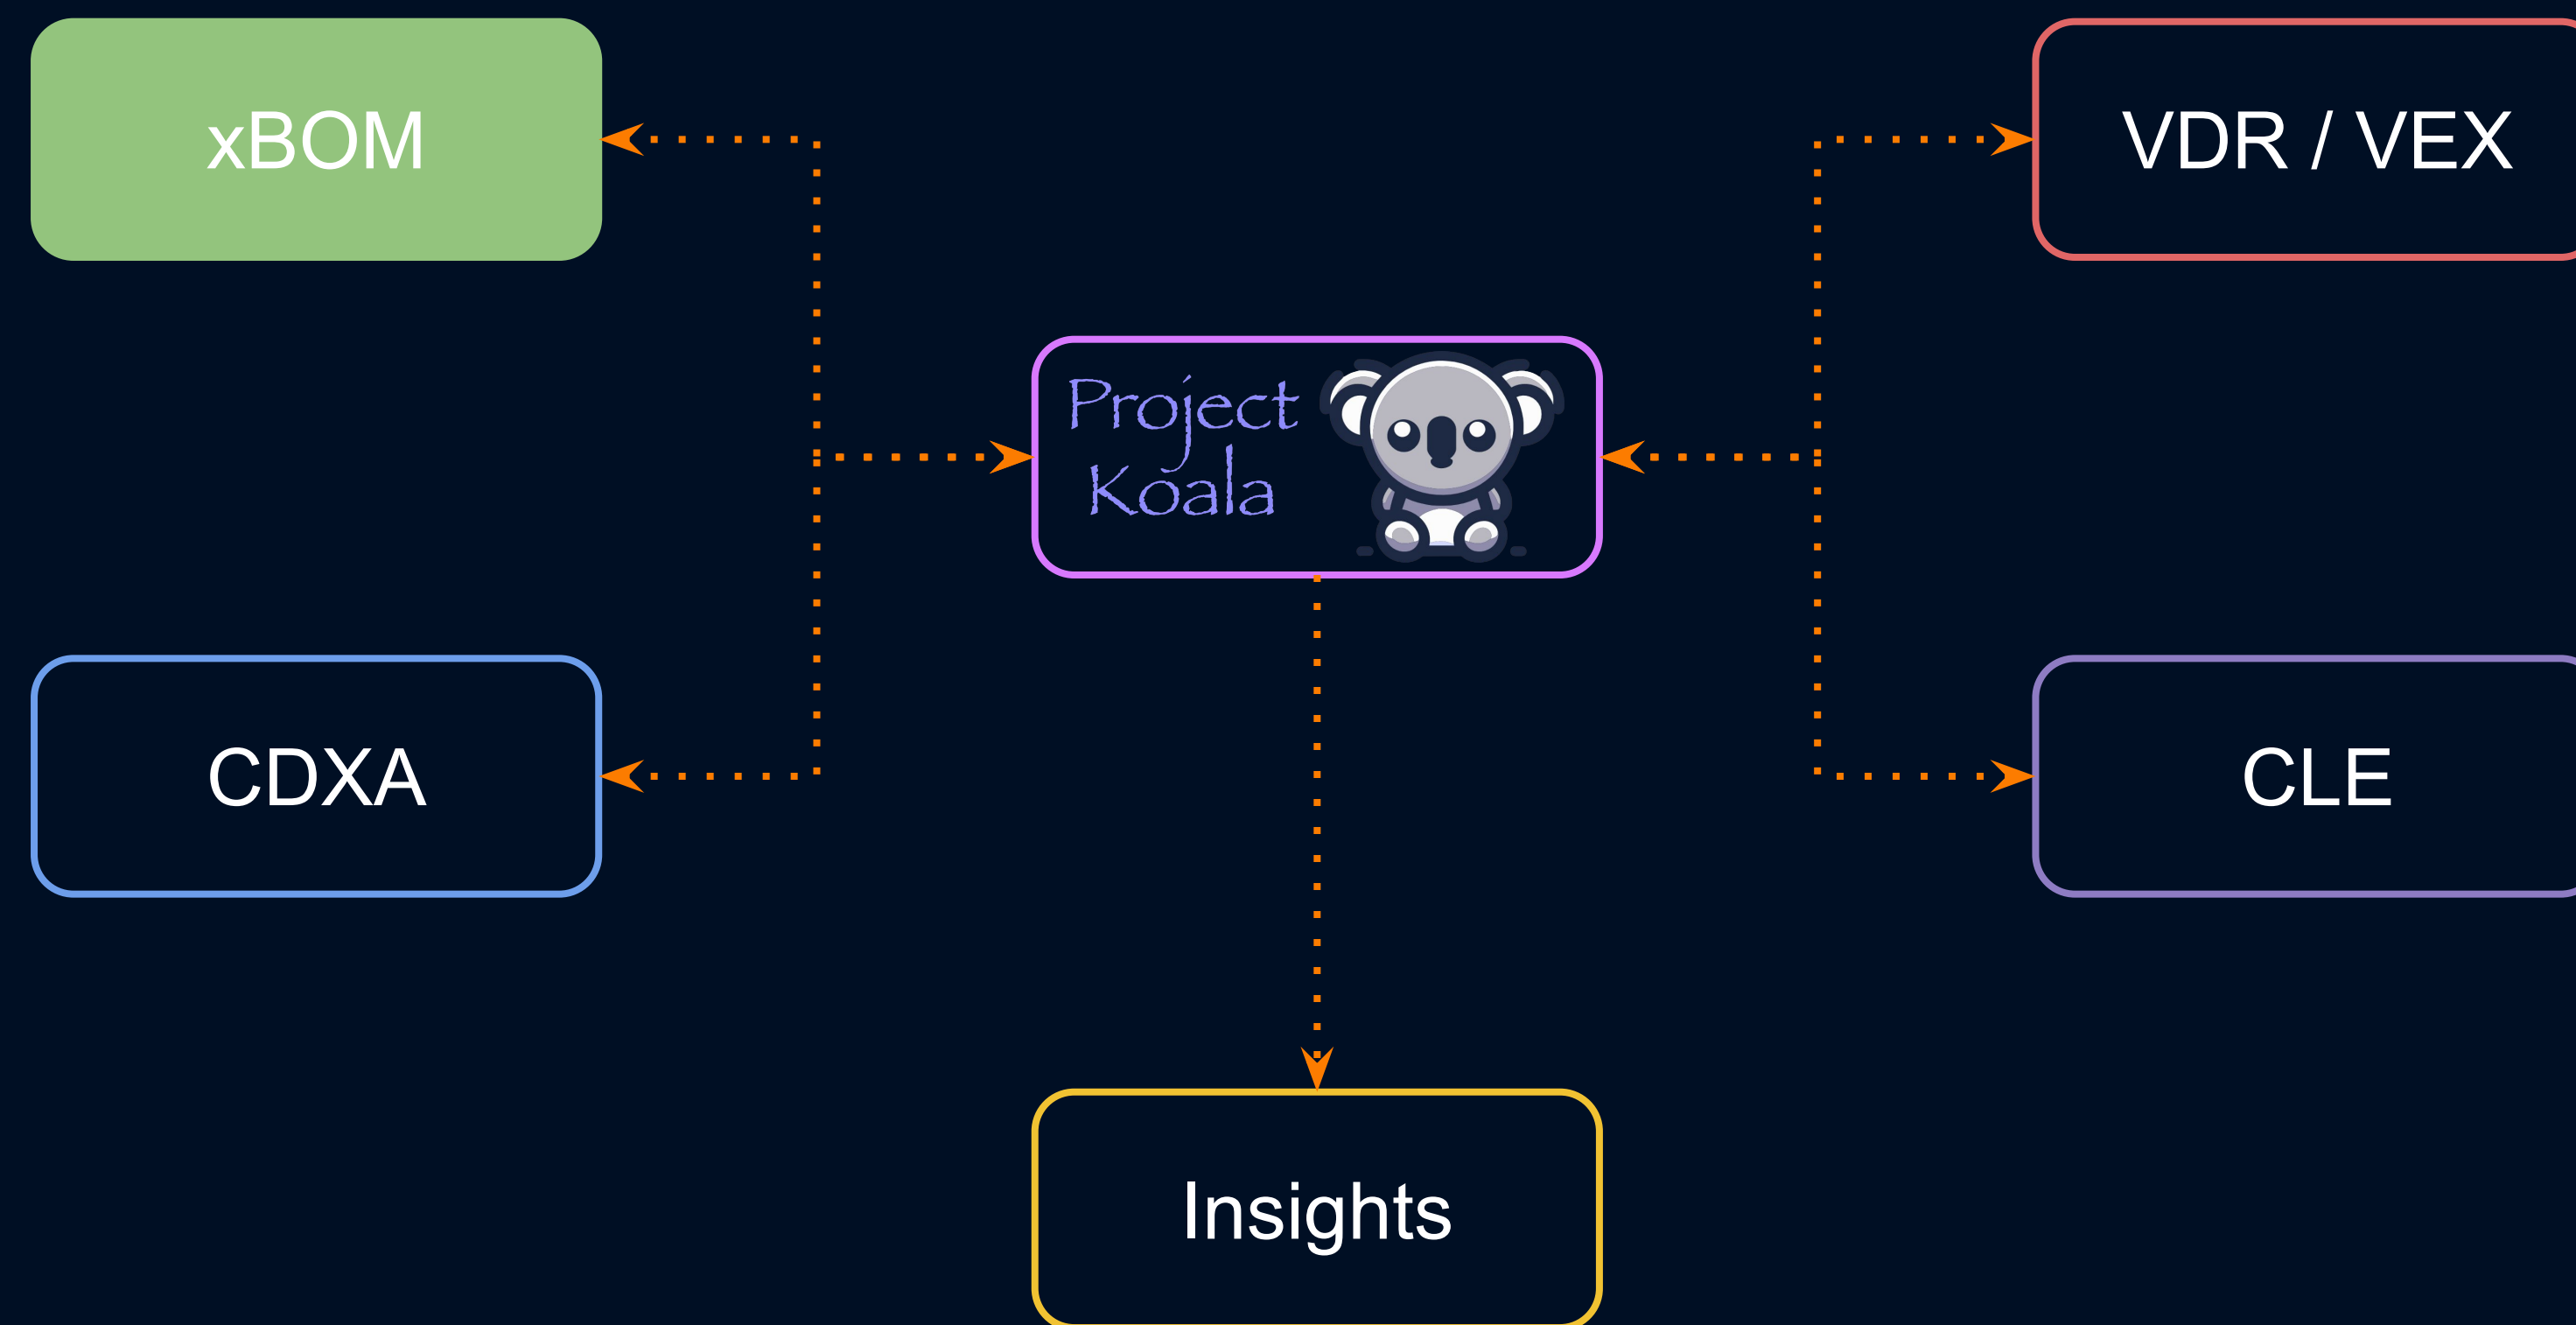 xBOM
VDR / VEX
Project
Koala
CDXA
CLE
Insights